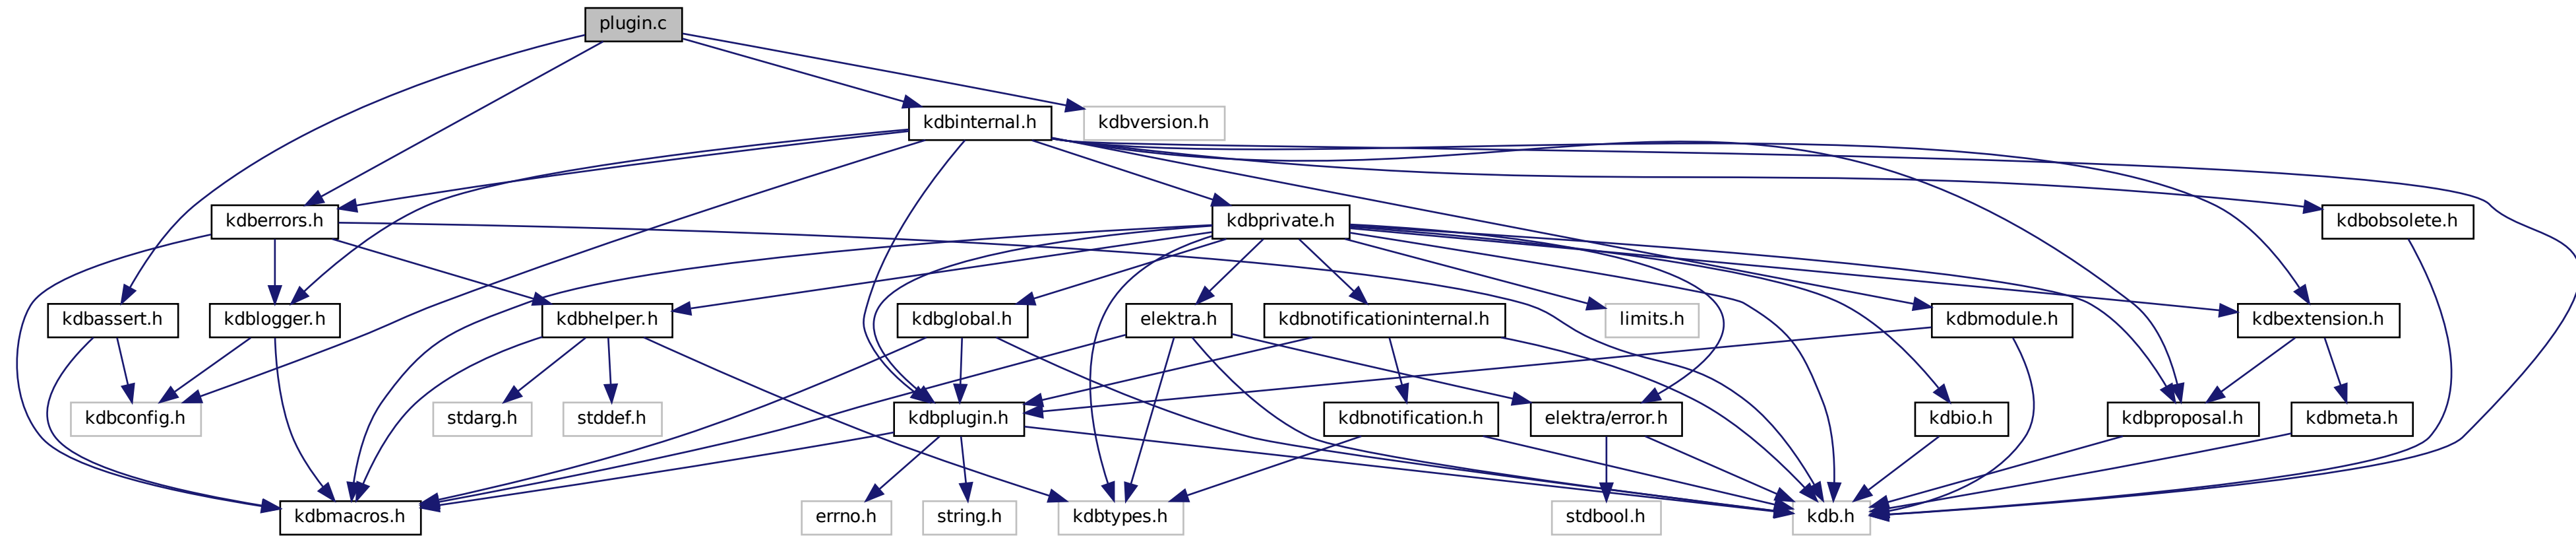 plugin.c
kdbinternal.h
kdbversion.h
kdberrors.h
kdbprivate.h
kdbobsolete.h
kdbassert.h
kdblogger.h
kdbhelper.h
kdbglobal.h
elektra.h
kdbnotificationinternal.h
limits.h
kdbmodule.h
kdbextension.h
kdbconfig.h
stdarg.h
stddef.h
kdbplugin.h
kdbnotification.h
elektra/error.h
kdbio.h
kdbproposal.h
kdbmeta.h
kdbmacros.h
errno.h
string.h
kdbtypes.h
stdbool.h
kdb.h